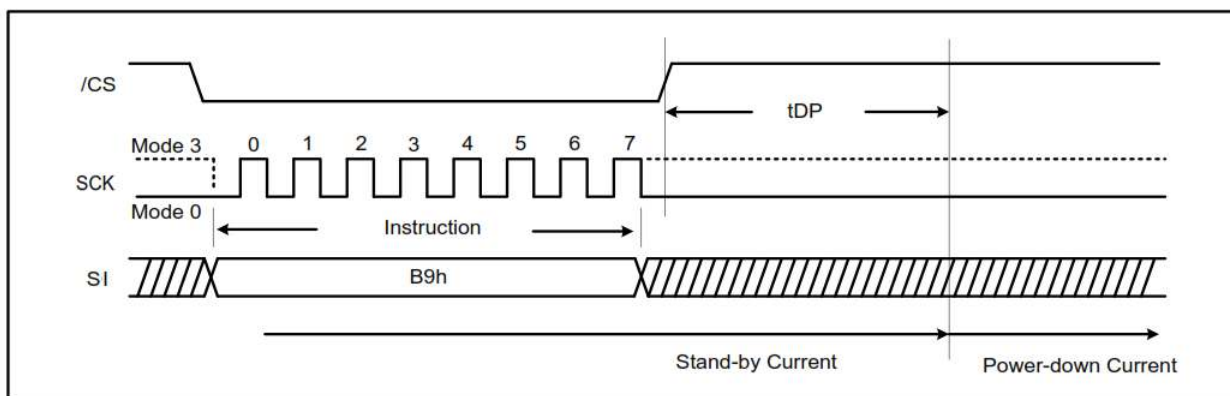 /CS
tDP
Mode 3
0 1 2 3 4 5 6 7
SCK
Mode 0
Instruction
SI
B9h
Stand-by Current
Power-down Current